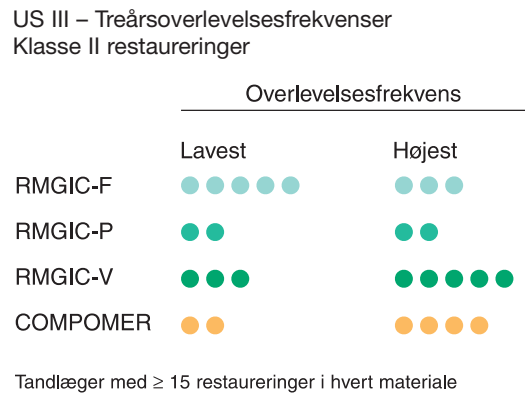 US III – Treårsoverlevelsesfrekvenser
Klasse II restaureringer
Overlevelsesfrekvens
Lavest Højest
RMGIC-F
RMGIC-P
RMGIC-V
COMPOMER
Tandlæger med ≥ 15 restaureringer i hvert materiale